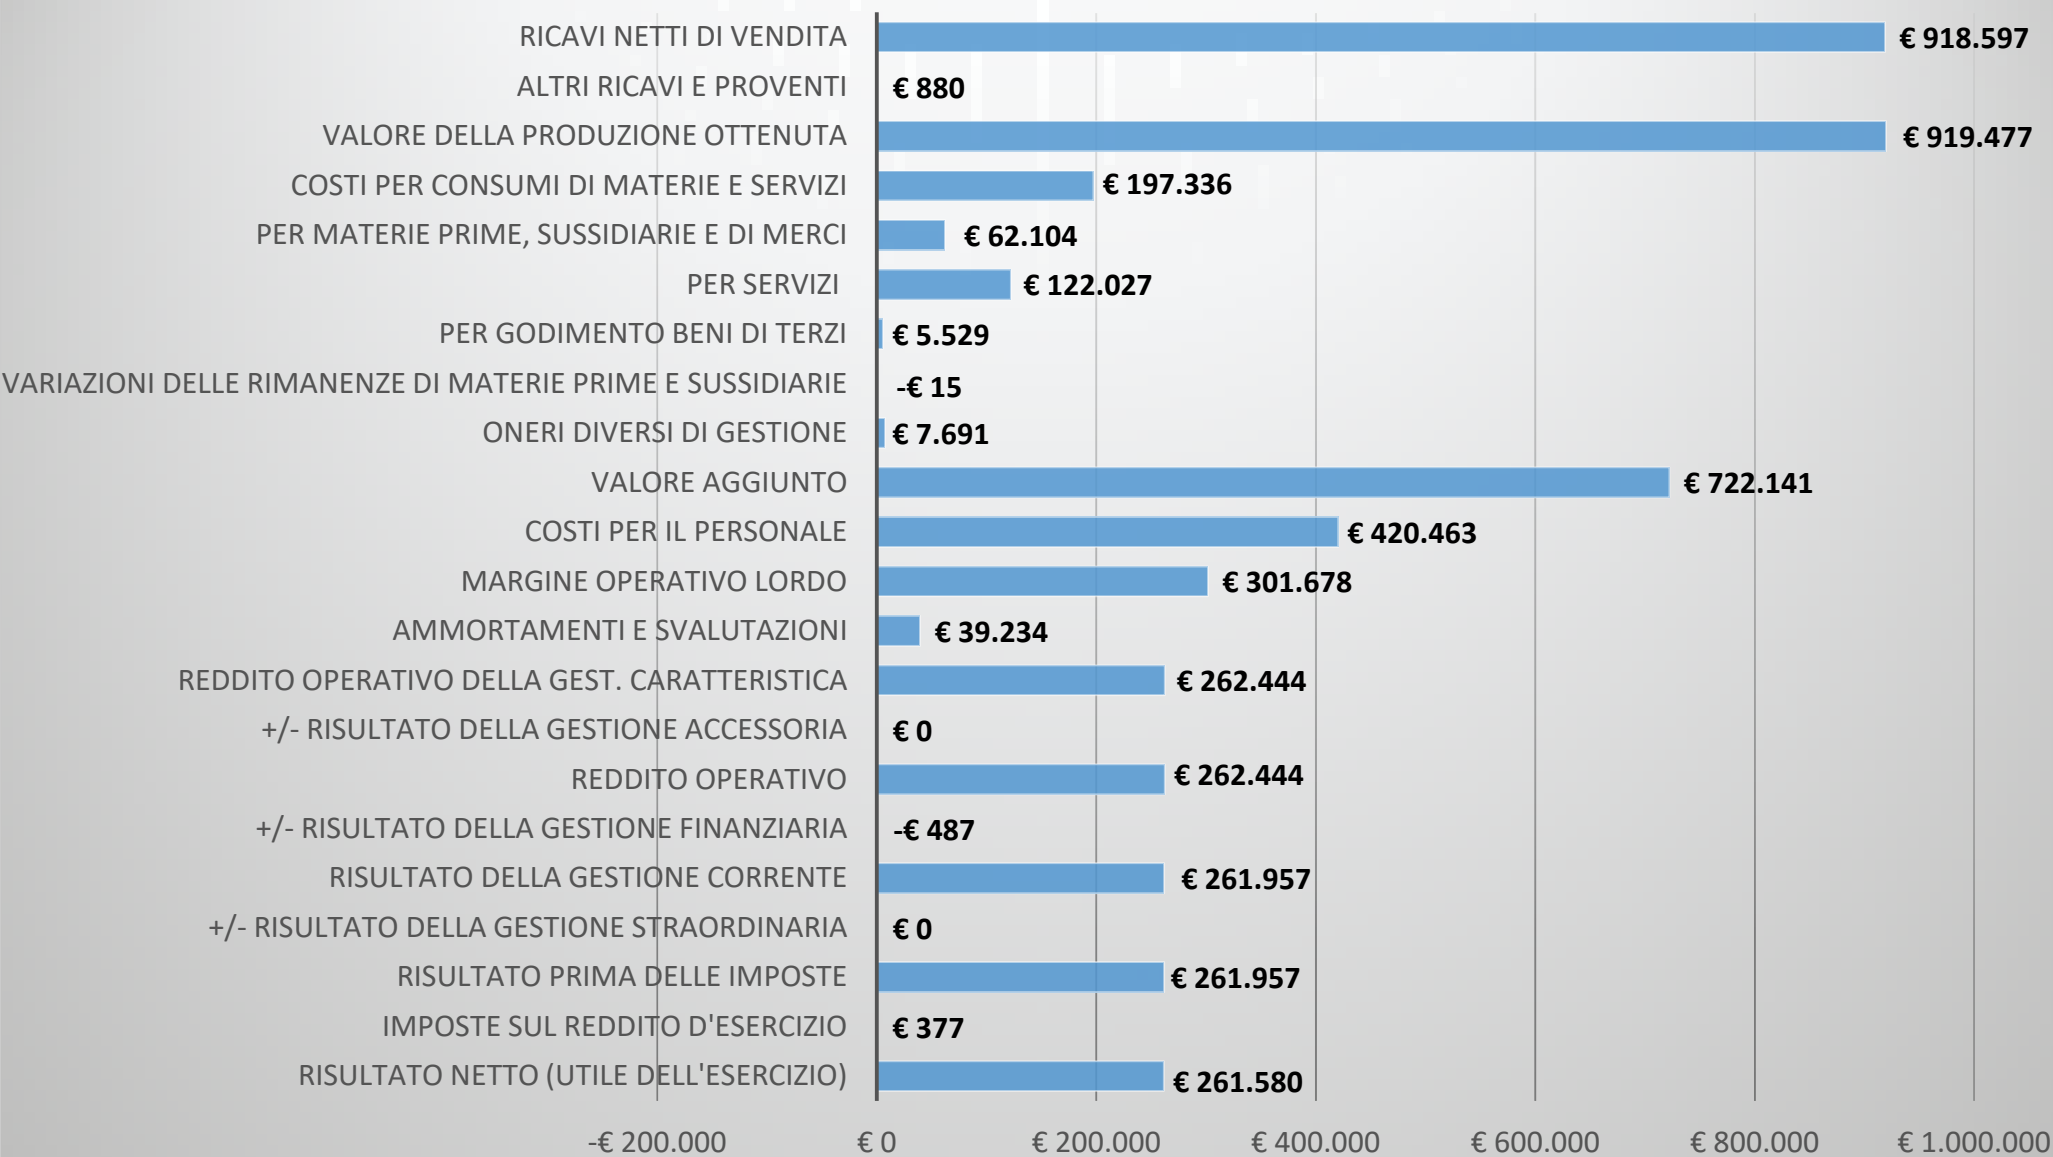 RICAVI NETTI DI VENDITA € 918.597
ALTRI RICAVI E PROVENTI € 880
VALORE DELLA PRODUZIONE OTTENUTA € 919.477
COSTI PER CONSUMI DI MATERIE E SERVIZI € 197.336
PER MATERIE PRIME, SUSSIDIARIE E DI MERCI € 62.104
PER SERVIZI € 122.027
PER GODIMENTO BENI DI TERZI € 5.529
VARIAZIONI DELLE RIMANENZE DI MATERIE PRIME E SUSSIDIARIE -€ 15
ONERI DIVERSI DI GESTIONE € 7.691
VALORE AGGIUNTO € 722.141
COSTI PER IL PERSONALE € 420.463
MARGINE OPERATIVO LORDO € 301.678
AMMORTAMENTI E SVALUTAZIONI € 39.234
REDDITO OPERATIVO DELLA GEST. CARATTERISTICA € 262.444
+/- RISULTATO DELLA GESTIONE ACCESSORIA € 0
REDDITO OPERATIVO € 262.444
+/- RISULTATO DELLA GESTIONE FINANZIARIA -€ 487
RISULTATO DELLA GESTIONE CORRENTE € 261.957
+/- RISULTATO DELLA GESTIONE STRAORDINARIA € 0
RISULTATO PRIMA DELLE IMPOSTE € 261.957
IMPOSTE SUL REDDITO D'ESERCIZIO € 377
RISULTATO NETTO (UTILE DELL'ESERCIZIO) € 261.580
-€ 200.000 € 0 € 200.000 € 400.000 € 600.000 € 800.000 € 1.000.000